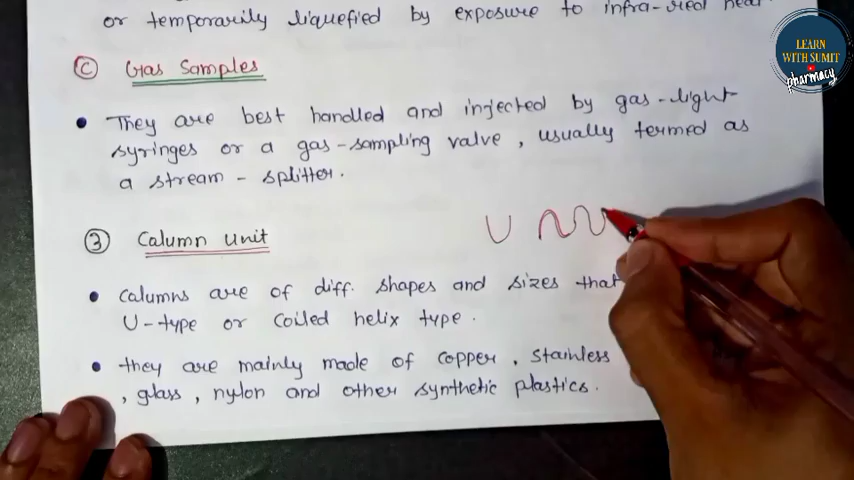 or temporarily liquefied by exposure to infra-red heat
C Gas Samples
They are best handled and injected by gas-light
syringes or a gas-sampling valve, usually termed as
a stream-splitter.
3 Column Unit
Columns are of diff. shapes and sizes that
U-type or Coiled helix type.
they are mainly made of copper, stainless
, glass, nylon and other synthetic plastics.
U
LEARN
WITH SUMIT
pharmacy